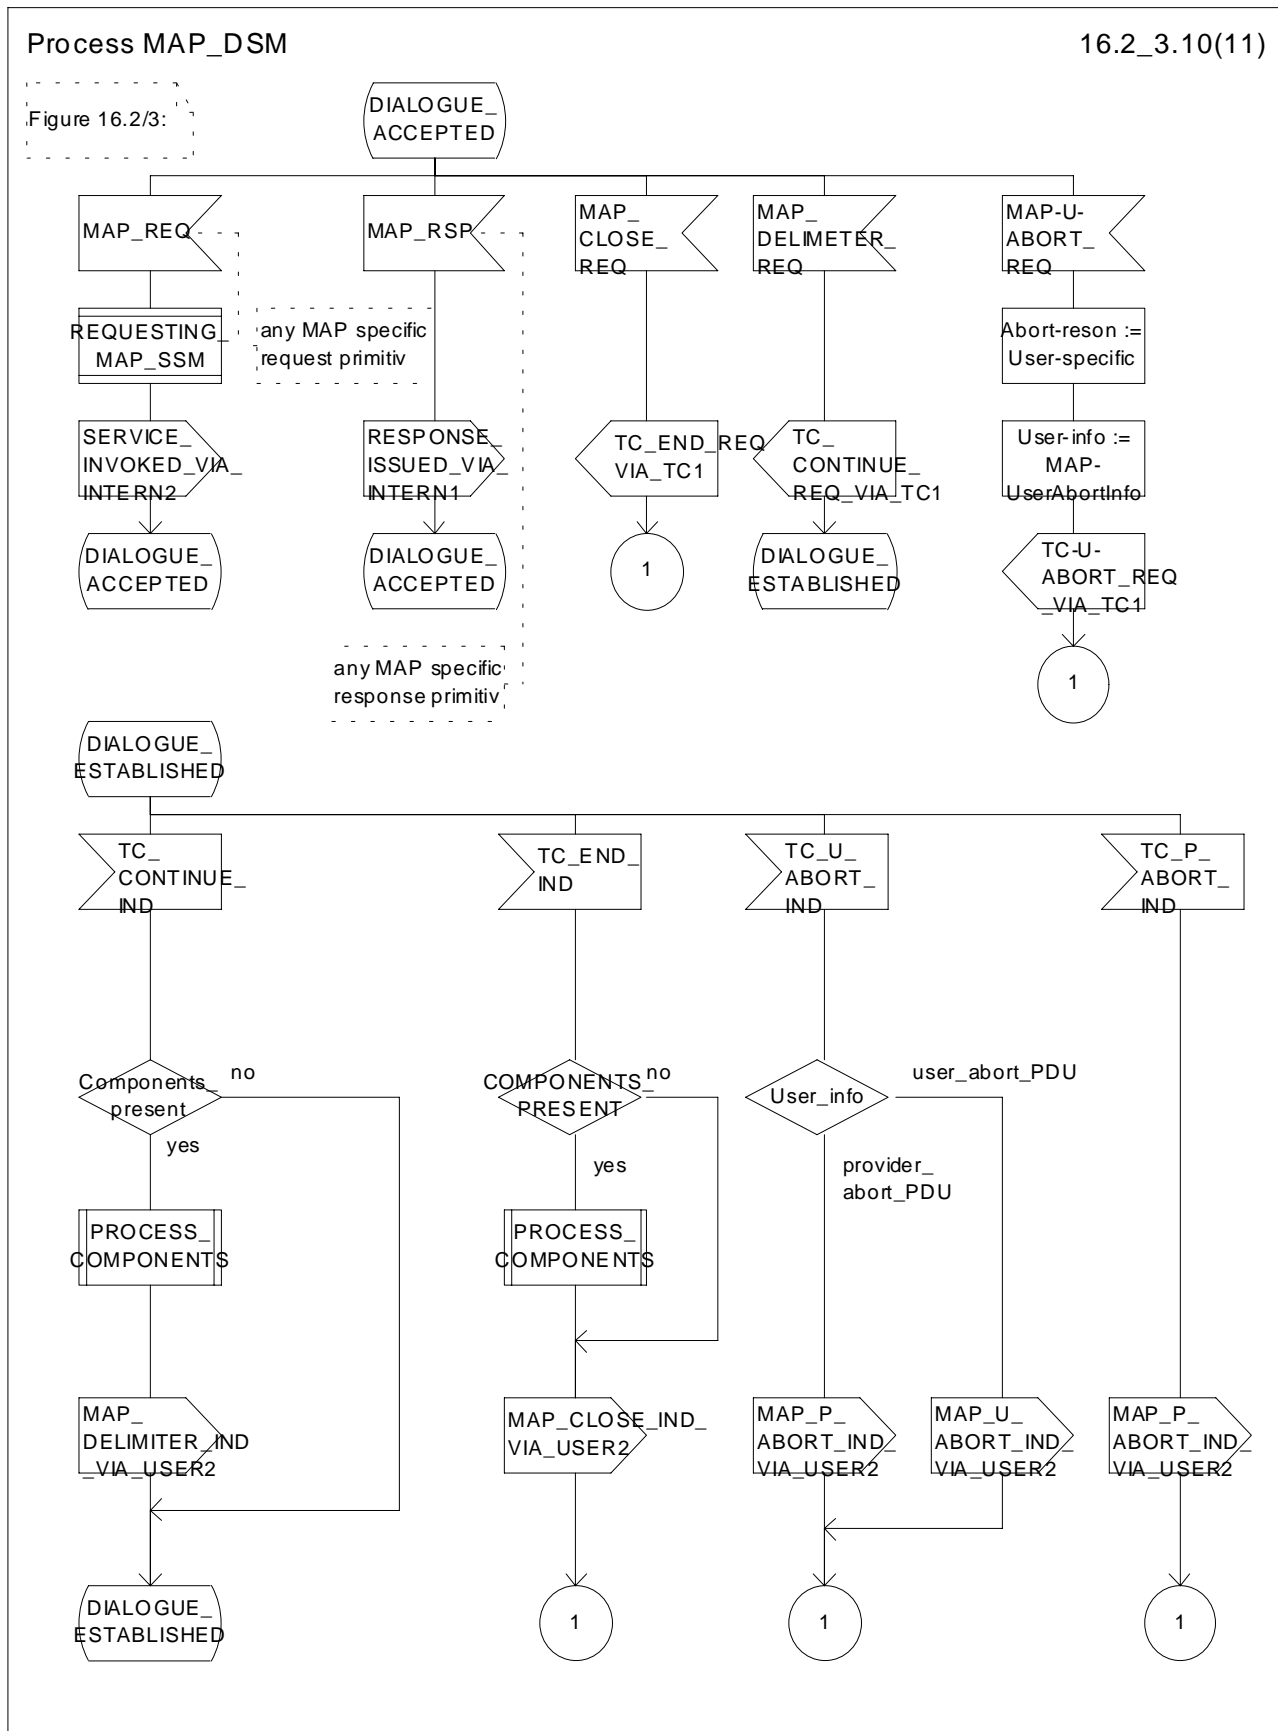 Process MAP_DSM
16.2_3.10(11)
Figure 16.2/3:
DIALOGUE_
ACCEPTED
MAP_REQ
MAP_RSP
MAP_
CLOSE_
REQ
MAP_
DELIMETER_
REQ
MAP-U-
ABORT_
REQ
REQUESTING_
MAP_SSM
any MAP specific
request primitiv
Abort-reson :=
User-specific
SERVICE_
INVOKED_VIA_
INTERN2
RESPONSE_
ISSUED_VIA_
INTERN1
TC_END_REQ
VIA_TC1
TC_
CONTINUE_
REQ_VIA_TC1
User-info :=
MAP-
UserAbortInfo
DIALOGUE_
ACCEPTED
DIALOGUE_
ACCEPTED
1
DIALOGUE_
ESTABLISHED
TC-U-
ABORT_REQ
_VIA_TC1
any MAP specific
response primitiv
1
DIALOGUE_
ESTABLISHED
TC_
CONTINUE_
IND
TC_END_
IND
TC_U_
ABORT_
IND
TC_P_
ABORT_
IND
Components_
present
no
yes
COMPONENTS_
PRESENT
no
yes
User_info
user_abort_PDU
provider_
abort_PDU
PROCESS_
COMPONENTS
PROCESS_
COMPONENTS
MAP_
DELIMITER_IND
_VIA_USER2
MAP_CLOSE_IND_
VIA_USER2
MAP_P_
ABORT_IND_
VIA_USER2
MAP_U_
ABORT_IND_
VIA_USER2
MAP_P_
ABORT_IND_
VIA_USER2
DIALOGUE_
ESTABLISHED
1
1
1